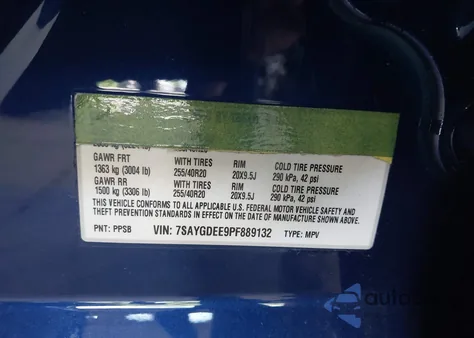 GAWR FRT WITH TIRES RIM COLD TIRE PRESSURE
1363 kg (3004 lb) 255/40R20 20X9.5J 290 kPa, 42 psi
GAWR RR WITH TIRES RIM COLD TIRE PRESSURE
1500 kg (3306 lb) 255/40R20 20X9.5J 290 kPa, 42 psi
THIS VEHICLE CONFORMS TO ALL APPLICABLE U.S. FEDERAL MOTOR VEHICLE
SAFETY AND THEFT PREVENTION STANDARDS IN EFFECT ON THE DATE
OF MANUFACTURE SHOWN ABOVE.
PNT: PPSB VIN: 7SAYGDEE9PF889132 TYPE: MPV